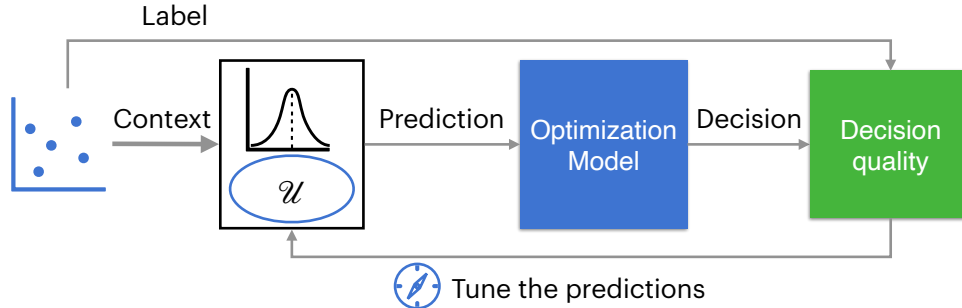 Label
Context
𝒰
Prediction
Optimization
Model
Decision
Decision
quality
Tune the predictions